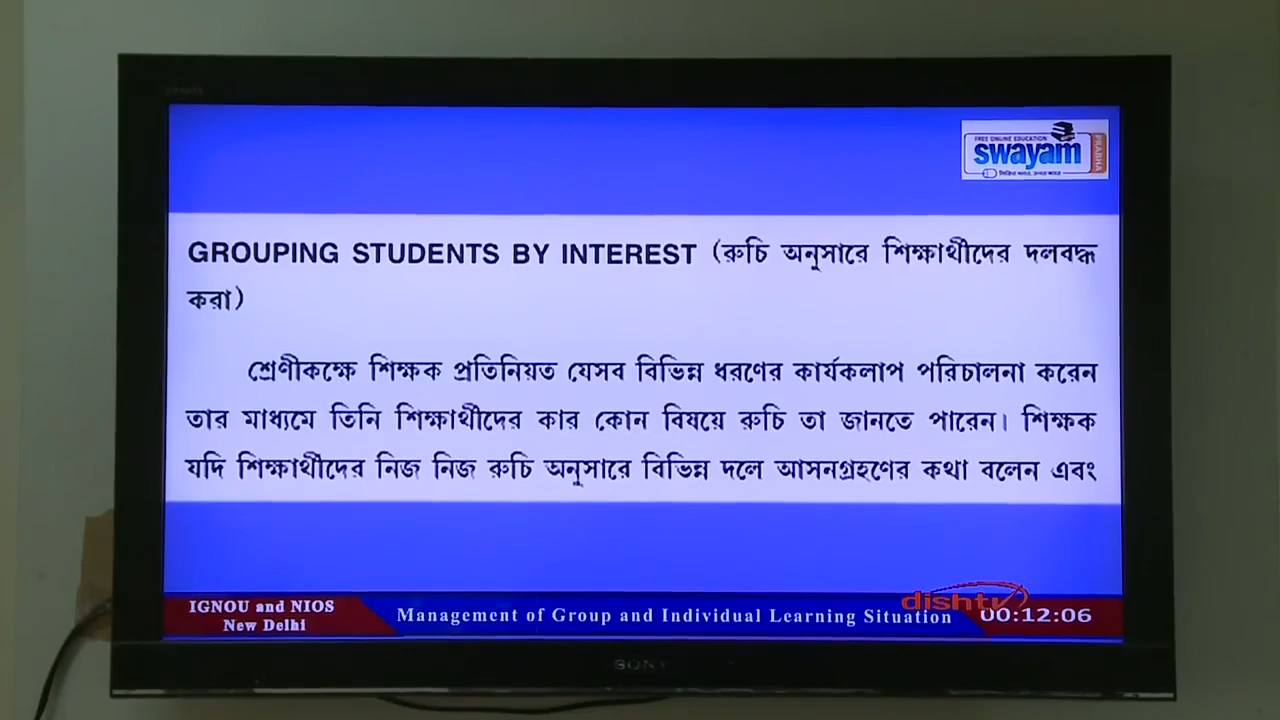 FREE ONLINE EDUCATION
swayam
PRABHA
GROUPING STUDENTS BY INTEREST (রুচি অনুসারে শিক্ষার্থীদের দলবদ্ধ
করা)
শ্রেণীকক্ষে শিক্ষক প্রতিনিয়ত যেসব বিভিন্ন ধরণের কার্যকলাপ পরিচালনা করেন
তার মাধ্যমে তিনি শিক্ষার্থীদের কার কোন বিষয়ে রুচি তা জানতে পারেন। শিক্ষক
যদি শিক্ষার্থীদের নিজ নিজ রুচি অনুসারে বিভিন্ন দলে আসনগ্রহণের কথা বলেন এবং
IGNOU and NIOS
New Delhi
Management of Group and Individual Learning Situation
dishtv
00:12:06
SONY